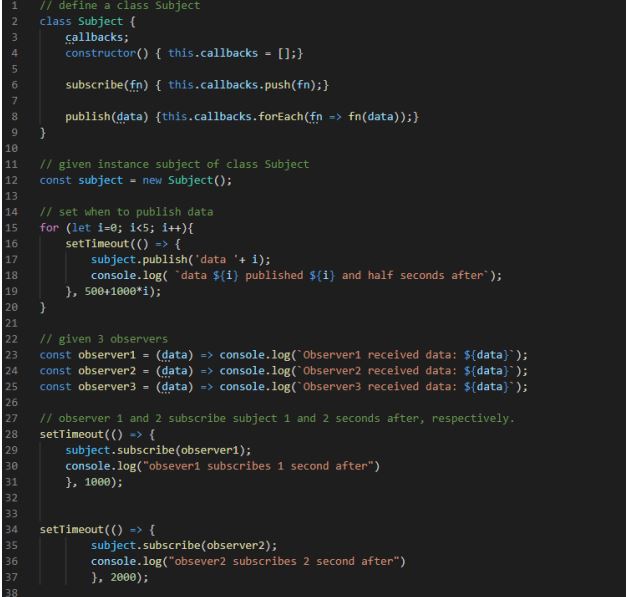 1 // define a class Subject
2 class Subject {
3 callbacks;
4 constructor() { this.callbacks = [];}
5
6 subscribe(fn) { this.callbacks.push(fn);}
7
8 publish(data) {this.callbacks.forEach(fn => fn(data));}
9 }
10
11 // given instance subject of class Subject
12 const subject = new Subject();
13
14 // set when to publish data
15 for (let i=0; i<5; i++){
16 setTimeout(() => {
17 subject.publish('data '+ i);
18 console.log( `data ${i} published ${i} and half seconds after`);
19 }, 500+1000*i);
20 }
21
22 // given 3 observers
23 const observer1 = (data) => console.log(`Observer1 received data: ${data}`);
24 const observer2 = (data) => console.log(`Observer2 received data: ${data}`);
25 const observer3 = (data) => console.log(`Observer3 received data: ${data}`);
26
27 // observer 1 and 2 subscribe subject 1 and 2 seconds after, respectively.
28 setTimeout(() => {
29 subject.subscribe(observer1);
30 console.log("obsever1 subscribes 1 second after")
31 }, 1000);
32
33
34 setTimeout(() => {
35 subject.subscribe(observer2);
36 console.log("obsever2 subscribes 2 second after")
37 }, 2000);
38